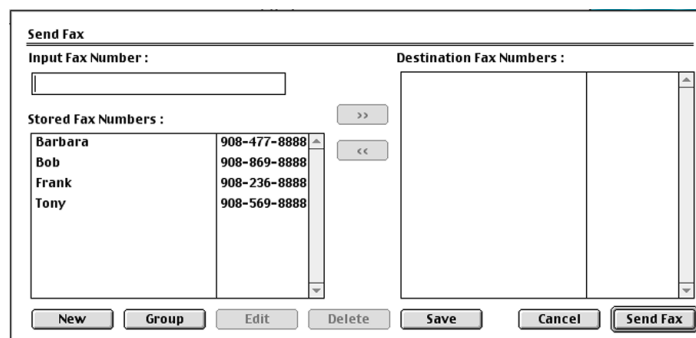 Send Fax
Input Fax Number :
Destination Fax Numbers :
>>
Stored Fax Numbers :
<<
Barbara 908-477-8888
Bob 908-869-8888
Frank 908-236-8888
Tony 908-569-8888
New Group Edit Delete Save Cancel Send Fax